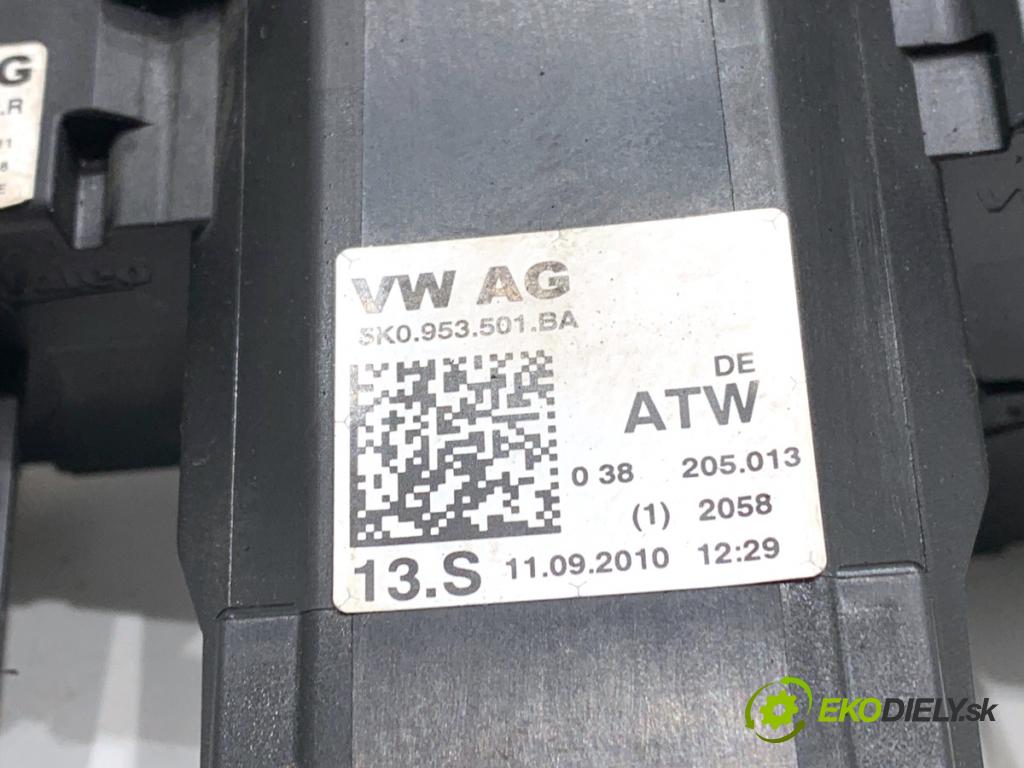 G
.R
VW AG
5K0.953.501.BA
DE
ATW
0 38 205.013
(1) 2058
13.S 11.09.2010 12:29
EKODIELY.sk